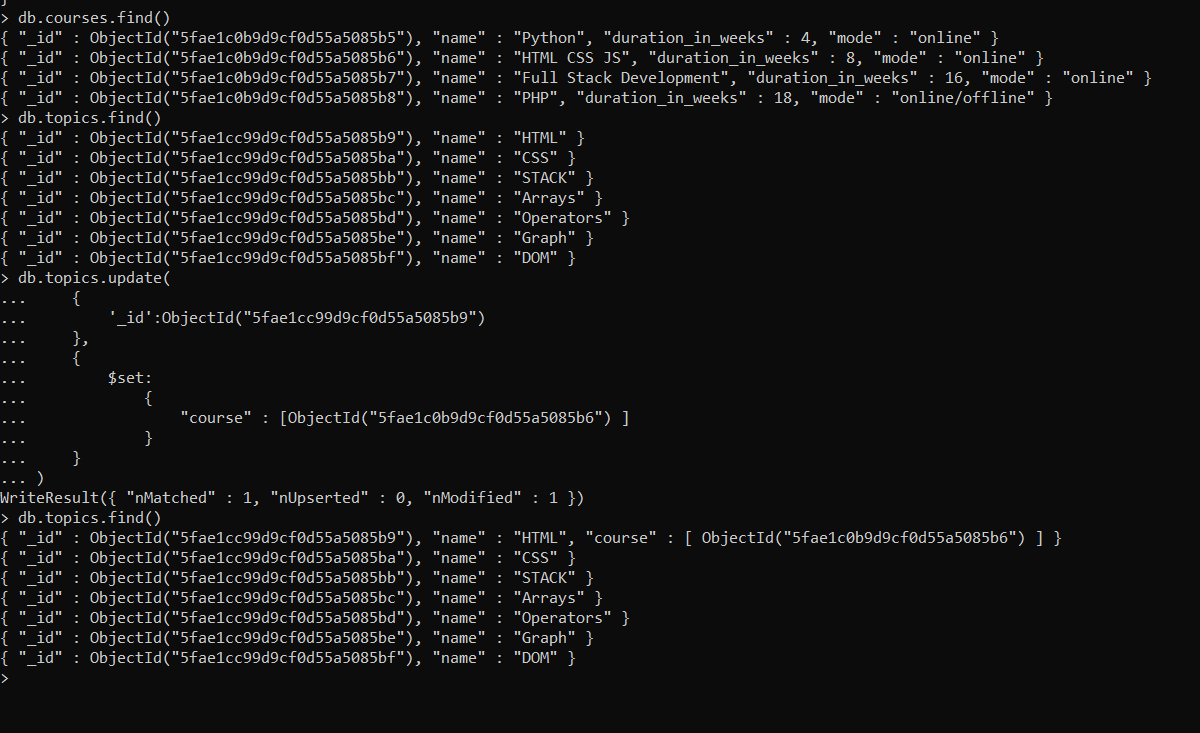 }
> db.courses.find()
{ "_id" : ObjectId("5fae1c0b9d9cf0d55a5085b5"), "name" : "Python", "duration_in_weeks" : 4, "mode" : "online" }
{ "_id" : ObjectId("5fae1c0b9d9cf0d55a5085b6"), "name" : "HTML CSS JS", "duration_in_weeks" : 8, "mode" : "online" }
{ "_id" : ObjectId("5fae1c0b9d9cf0d55a5085b7"), "name" : "Full Stack Development", "duration_in_weeks" : 16, "mode" : "online" }
{ "_id" : ObjectId("5fae1c0b9d9cf0d55a5085b8"), "name" : "PHP", "duration_in_weeks" : 18, "mode" : "online/offline" }
> db.topics.find()
{ "_id" : ObjectId("5fae1cc99d9cf0d55a5085b9"), "name" : "HTML" }
{ "_id" : ObjectId("5fae1cc99d9cf0d55a5085ba"), "name" : "CSS" }
{ "_id" : ObjectId("5fae1cc99d9cf0d55a5085bb"), "name" : "STACK" }
{ "_id" : ObjectId("5fae1cc99d9cf0d55a5085bc"), "name" : "Arrays" }
{ "_id" : ObjectId("5fae1cc99d9cf0d55a5085bd"), "name" : "Operators" }
{ "_id" : ObjectId("5fae1cc99d9cf0d55a5085be"), "name" : "Graph" }
{ "_id" : ObjectId("5fae1cc99d9cf0d55a5085bf"), "name" : "DOM" }
> db.topics.update(
...     {
...         '_id':ObjectId("5fae1cc99d9cf0d55a5085b9")
...     },
...     {
...         $set:
...             {
...                 "course" : [ObjectId("5fae1c0b9d9cf0d55a5085b6") ]
...             }
...     }
... )
WriteResult({ "nMatched" : 1, "nUpserted" : 0, "nModified" : 1 })
> db.topics.find()
{ "_id" : ObjectId("5fae1cc99d9cf0d55a5085b9"), "name" : "HTML", "course" : [ ObjectId("5fae1c0b9d9cf0d55a5085b6") ] }
{ "_id" : ObjectId("5fae1cc99d9cf0d55a5085ba"), "name" : "CSS" }
{ "_id" : ObjectId("5fae1cc99d9cf0d55a5085bb"), "name" : "STACK" }
{ "_id" : ObjectId("5fae1cc99d9cf0d55a5085bc"), "name" : "Arrays" }
{ "_id" : ObjectId("5fae1cc99d9cf0d55a5085bd"), "name" : "Operators" }
{ "_id" : ObjectId("5fae1cc99d9cf0d55a5085be"), "name" : "Graph" }
{ "_id" : ObjectId("5fae1cc99d9cf0d55a5085bf"), "name" : "DOM" }
>